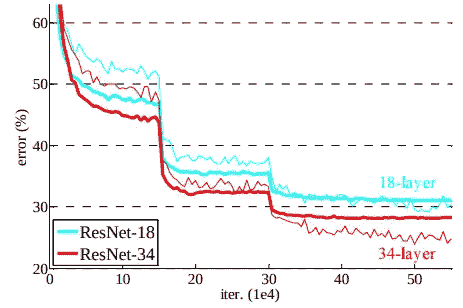 60
50
error (%)
40
30
20
18-layer
34-layer
ResNet-18
ResNet-34
0 10 20 30 40 50
iter. (1e4)